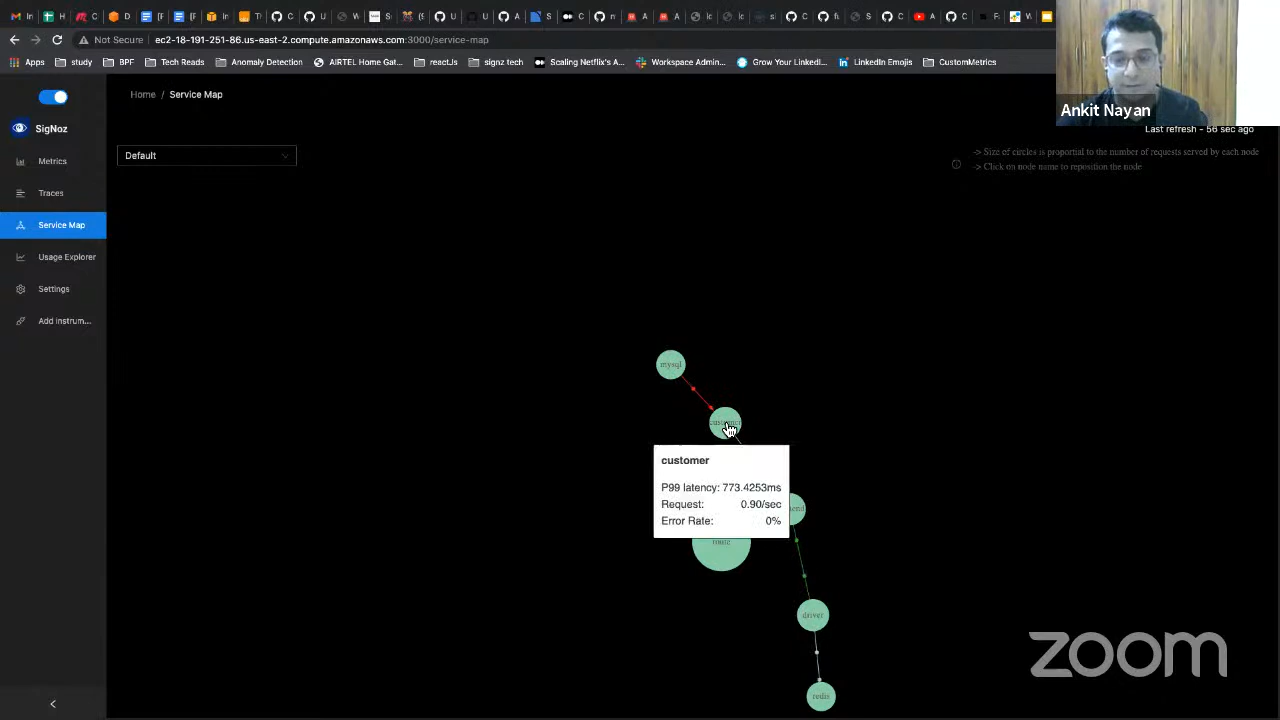 Not Secure
ec2-18-191-251-86.us-east-2.compute.amazonaws.com:3000/service-map
Apps
study
BPF
Tech Reads
Anomaly Detection
AIRTEL Home Gat...
reactJs
signz tech
Scaling Netflix's A...
Workspace Admin...
Grow Your LinkedI...
LinkedIn Emojis
CustomMetrics
Ankit Nayan
Home / Service Map
Last refresh - 56 sec ago
SigNoz
Default
-> Size of circles is proportial to the number of requests served by each node
-> Click on node name to reposition the node
Metrics
Traces
Service Map
Usage Explorer
Settings
Add instrum...
mysql
customer
P99 latency: 773.4253ms
Request: 0.90/sec
Error Rate: 0%
driver
redis
zoom